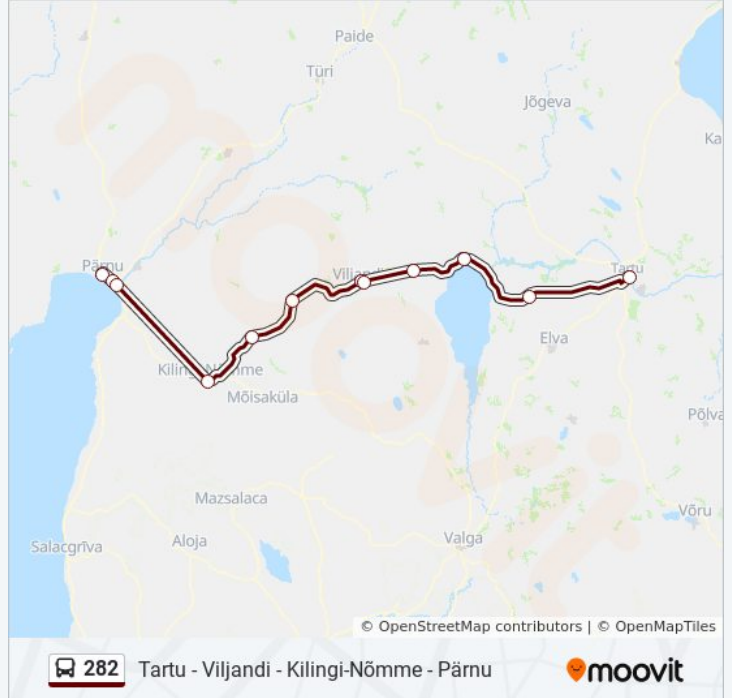 Paide
Türi
Jõgeva
Ka
Pärnu
Viljandi
Tartu
Elva
Kilingi-Nõmme
Mõisaküla
Põlva
Mazsalaca
Võru
Salacgrīva
Aloja
Valga
© OpenStreetMap contributors | © OpenMapTiles
282 Tartu - Viljandi - Kilingi-Nõmme - Pärnu
moovit
moovit